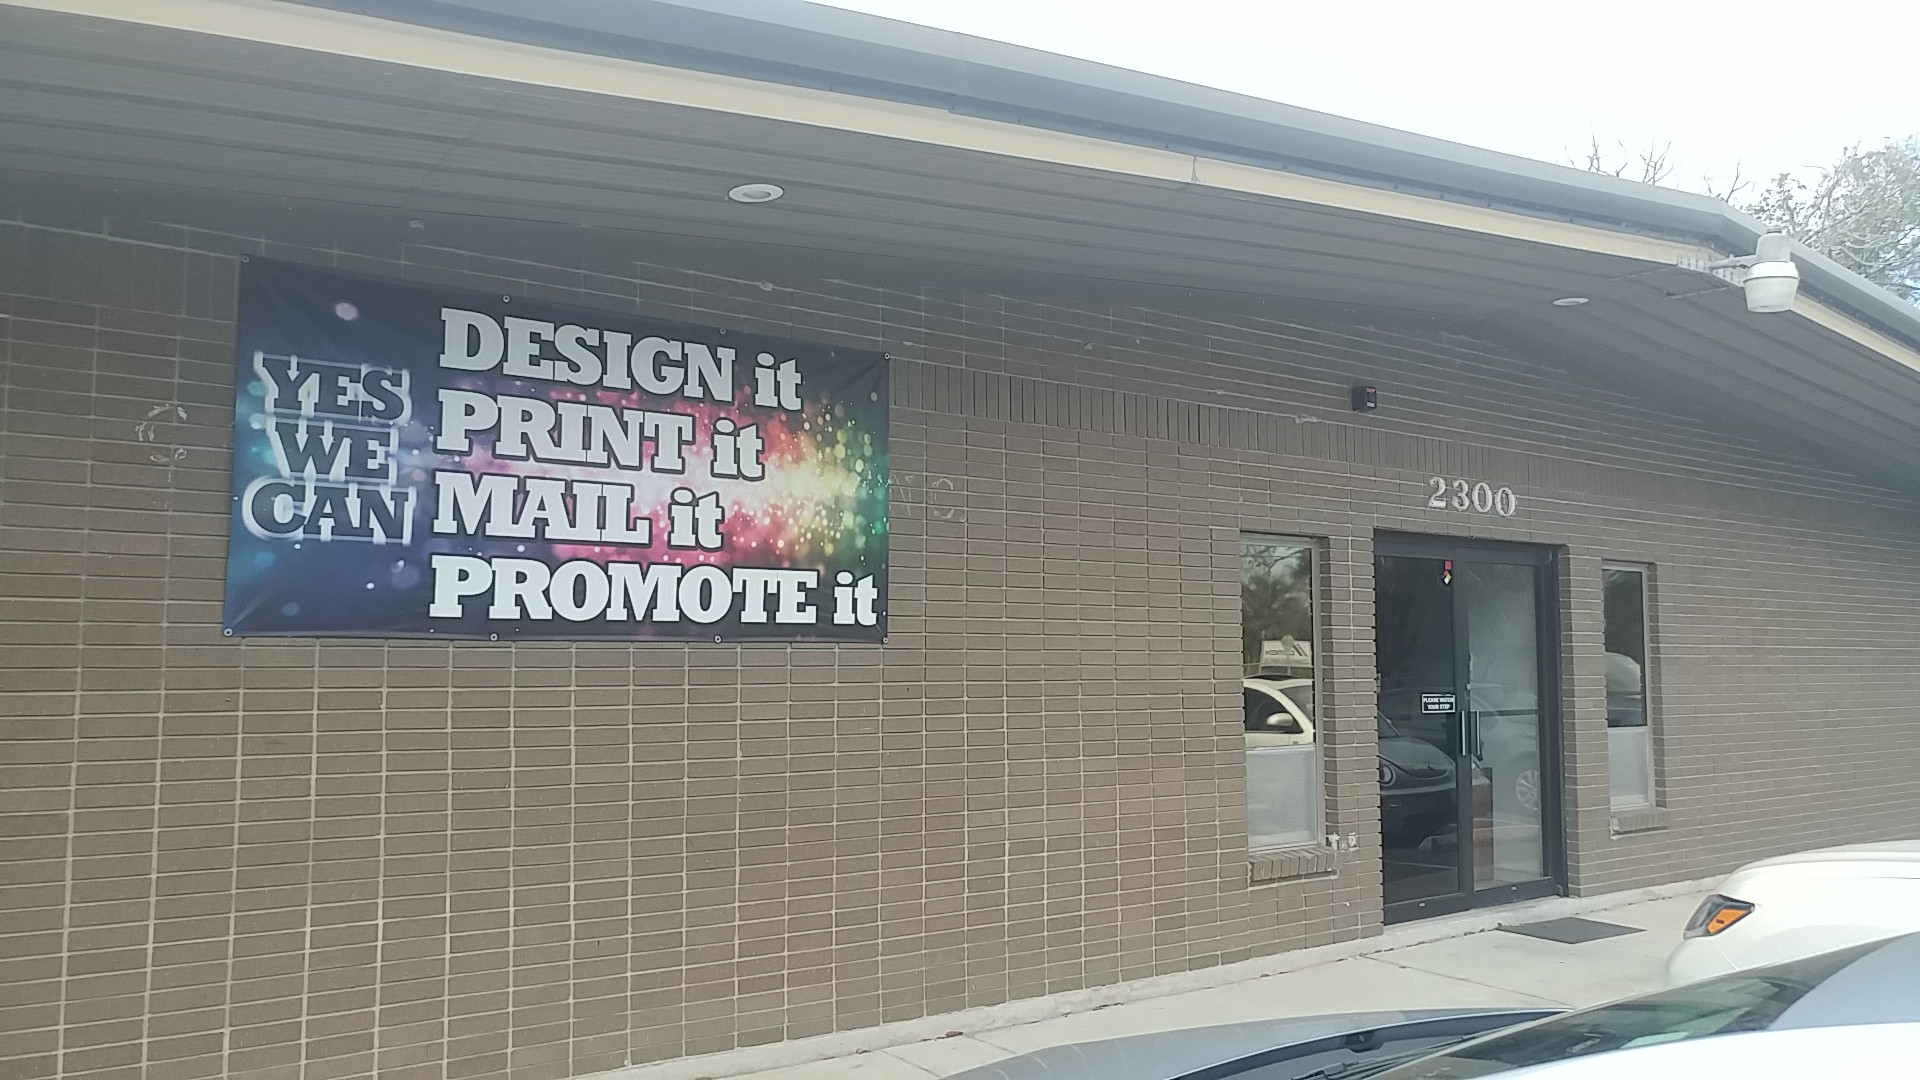 YES
WE
CAN
DESIGN it
PRINT it
MAIL it
PROMOTE it
2300
PLEASE WATCH
YOUR STEP